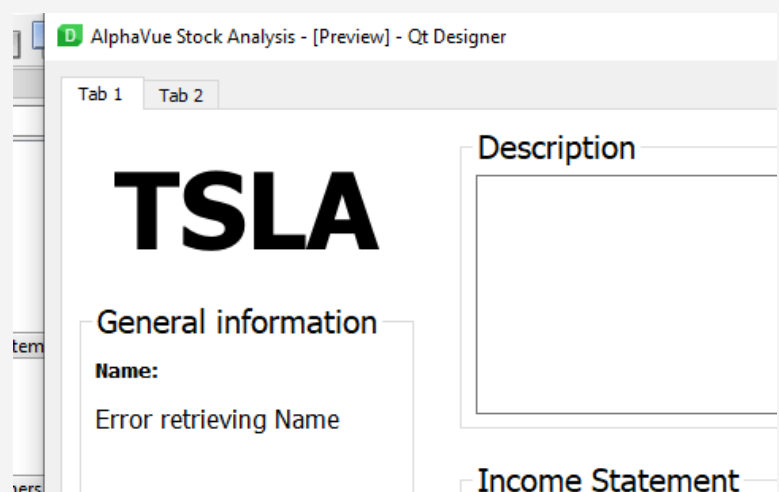 AlphaVue Stock Analysis - [Preview] - Qt Designer
Tab 1 Tab 2
TSLA
Description
General information
Name:
Error retrieving Name
Income Statement